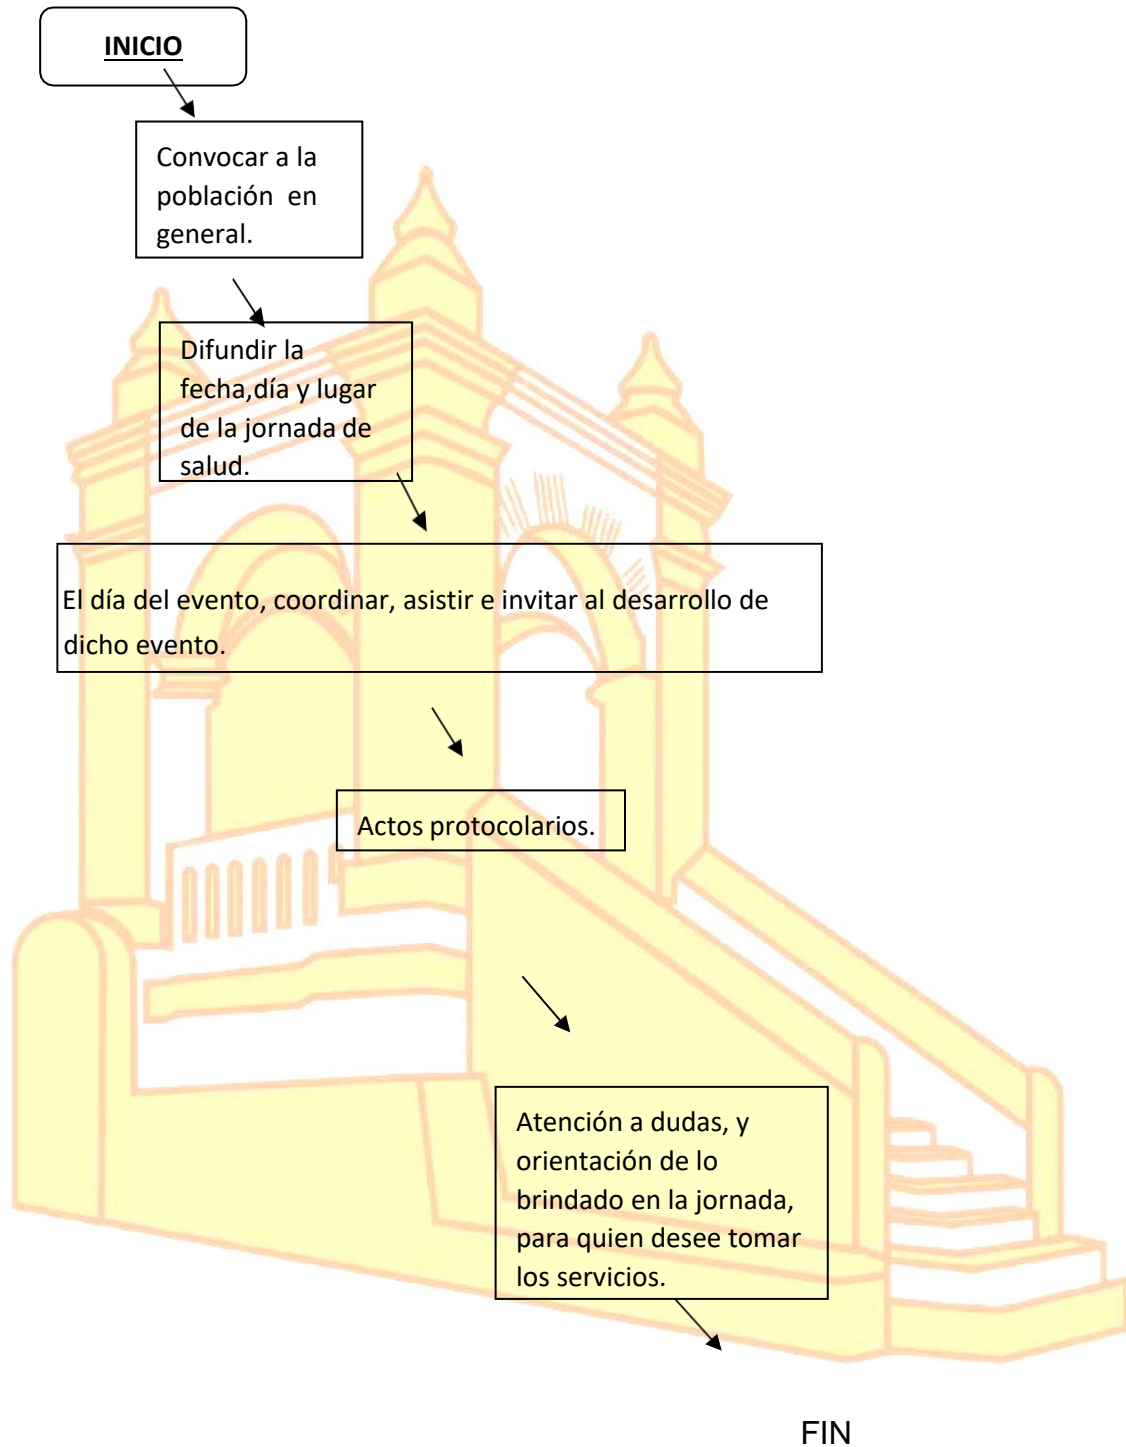 INICIO
Convocar a la
población en
general.
Difundir la
fecha,día y lugar
de la jornada de
salud.
El día del evento, coordinar, asistir e invitar al desarrollo de
dicho evento.
Actos protocolarios.
Atención a dudas, y
orientación de lo
brindado en la jornada,
para quien desee tomar
los servicios.
FIN